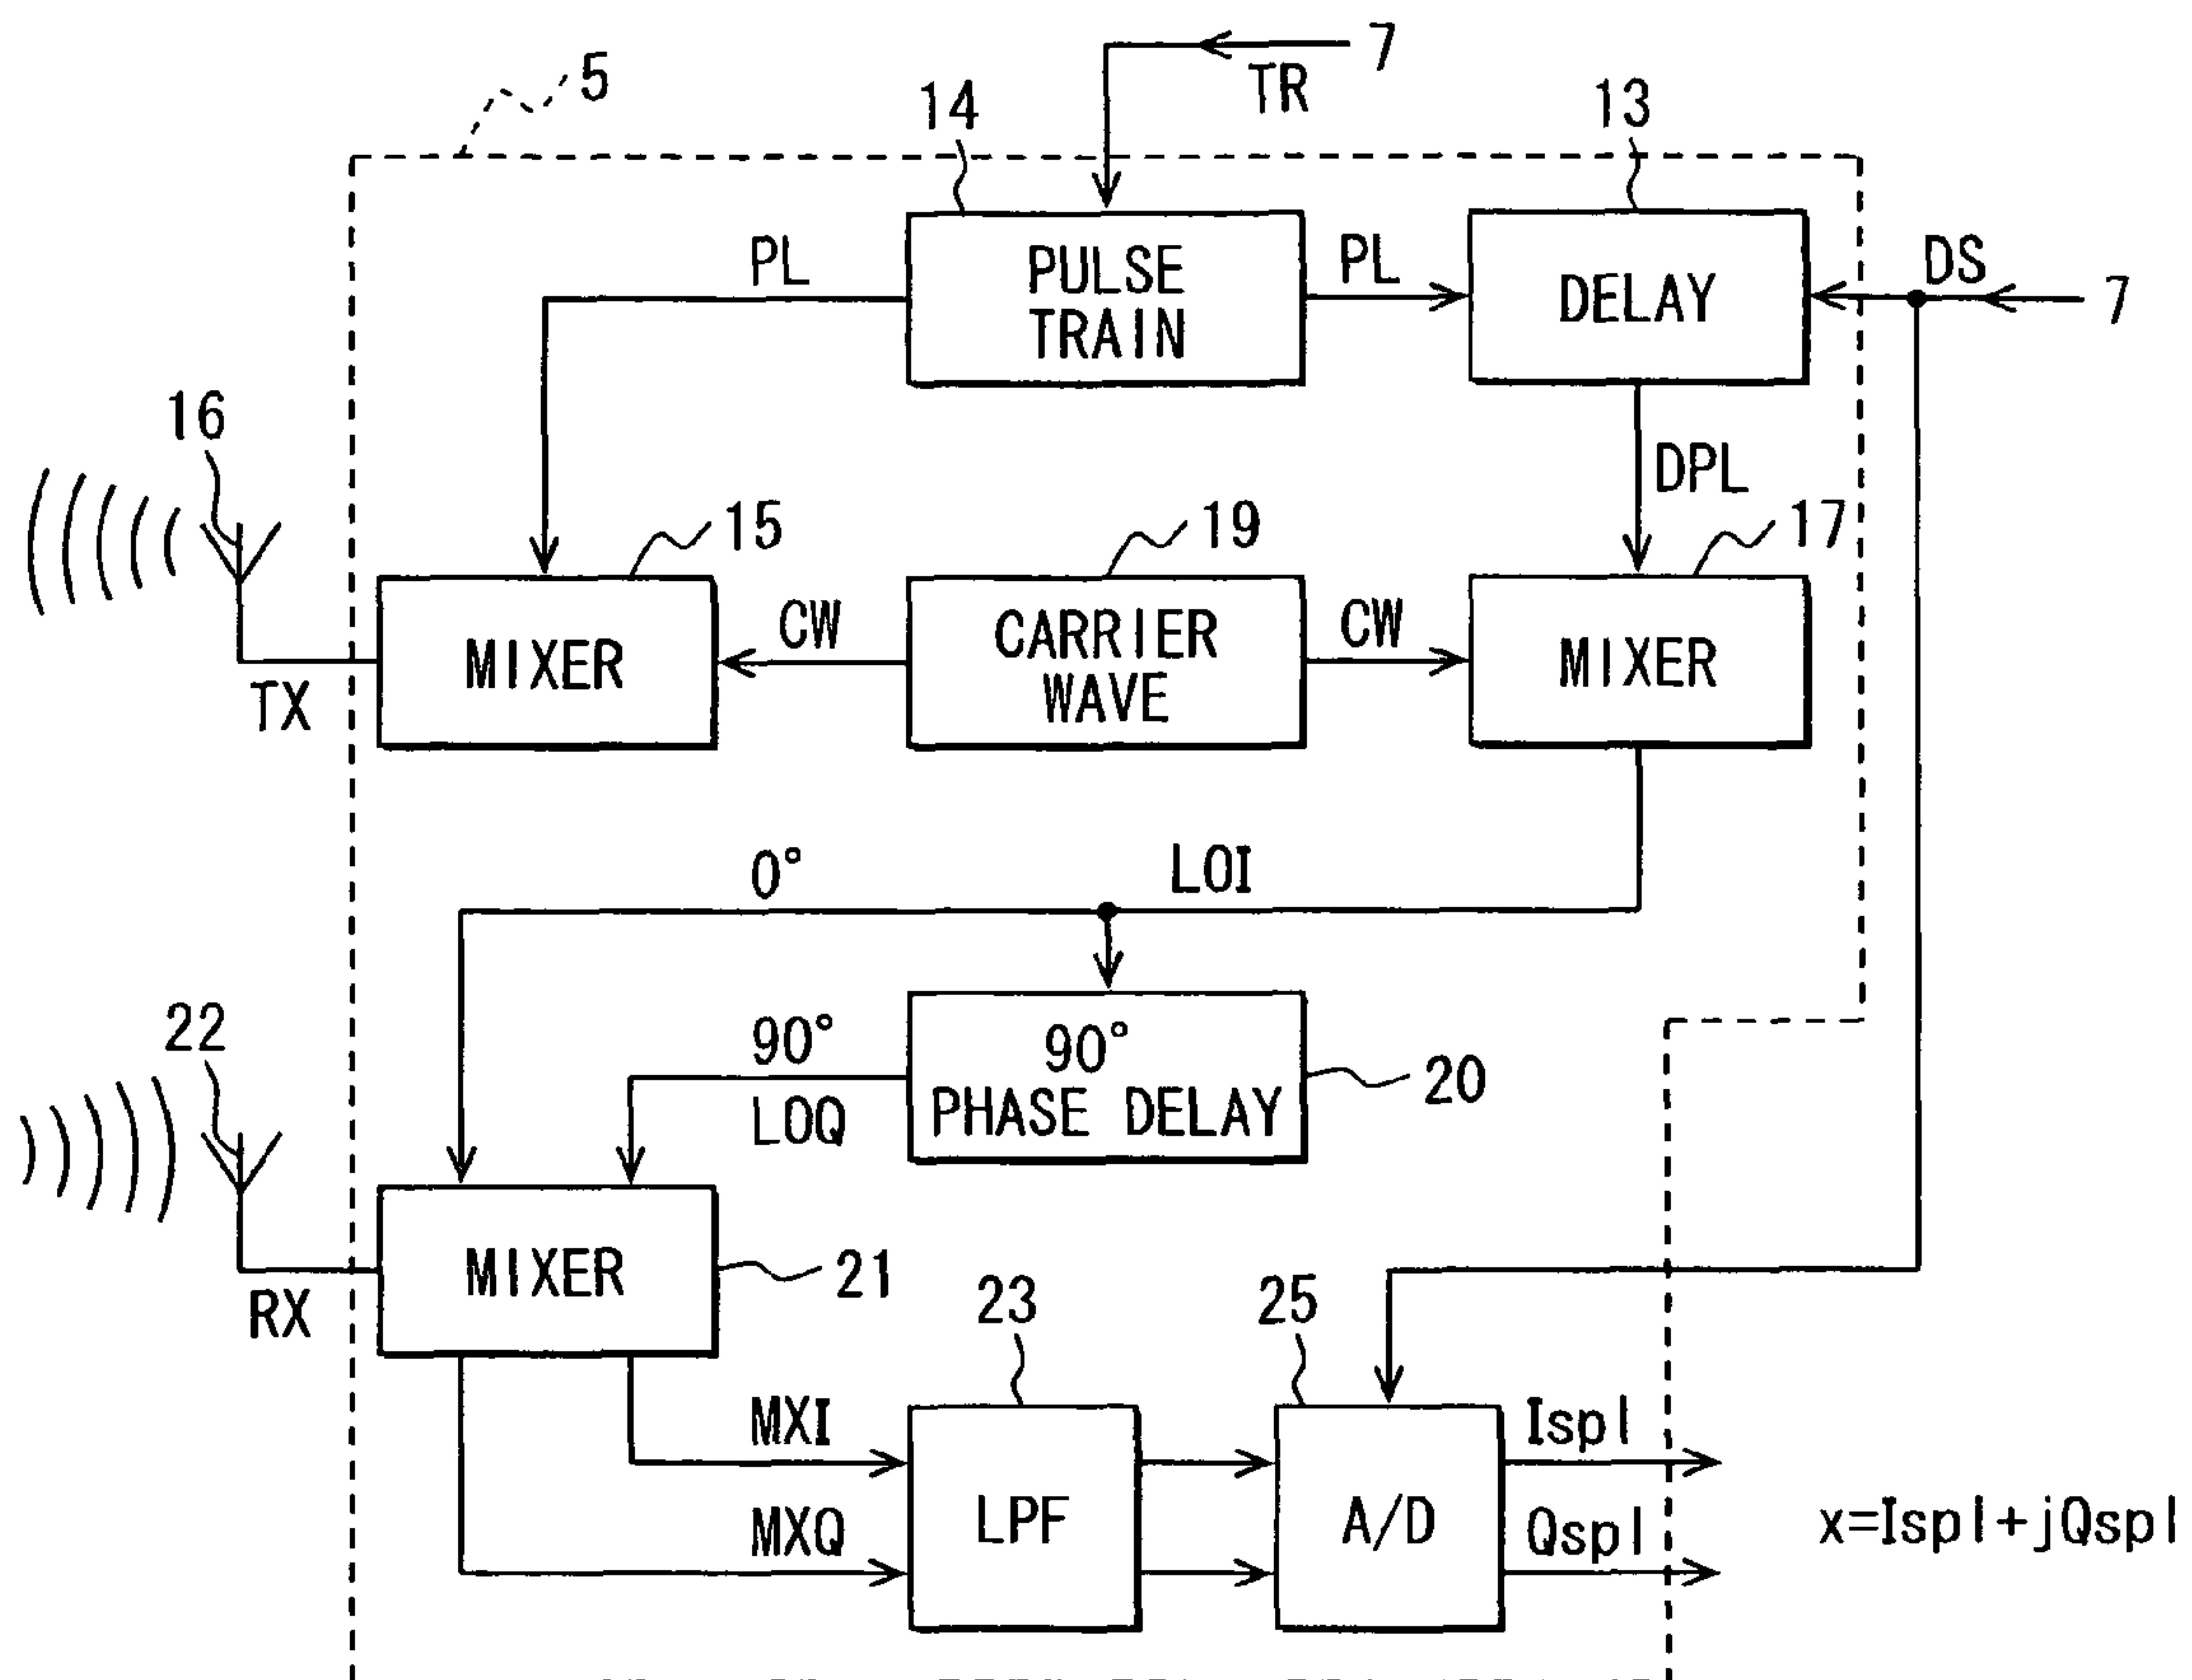 7
TR
5
14
13
PL
PULSE
TRAIN
PL
DELAY
DS
7
16
DPL
15
19
17
MIXER
CW
CARRIER
WAVE
CW
MIXER
TX
0°
LOI
22
90°
LOQ
90°
PHASE DELAY
20
MIXER
21
RX
23
25
MXI
MXQ
LPF
A/D
Ispl
Qspl
x=Ispl+jQspl